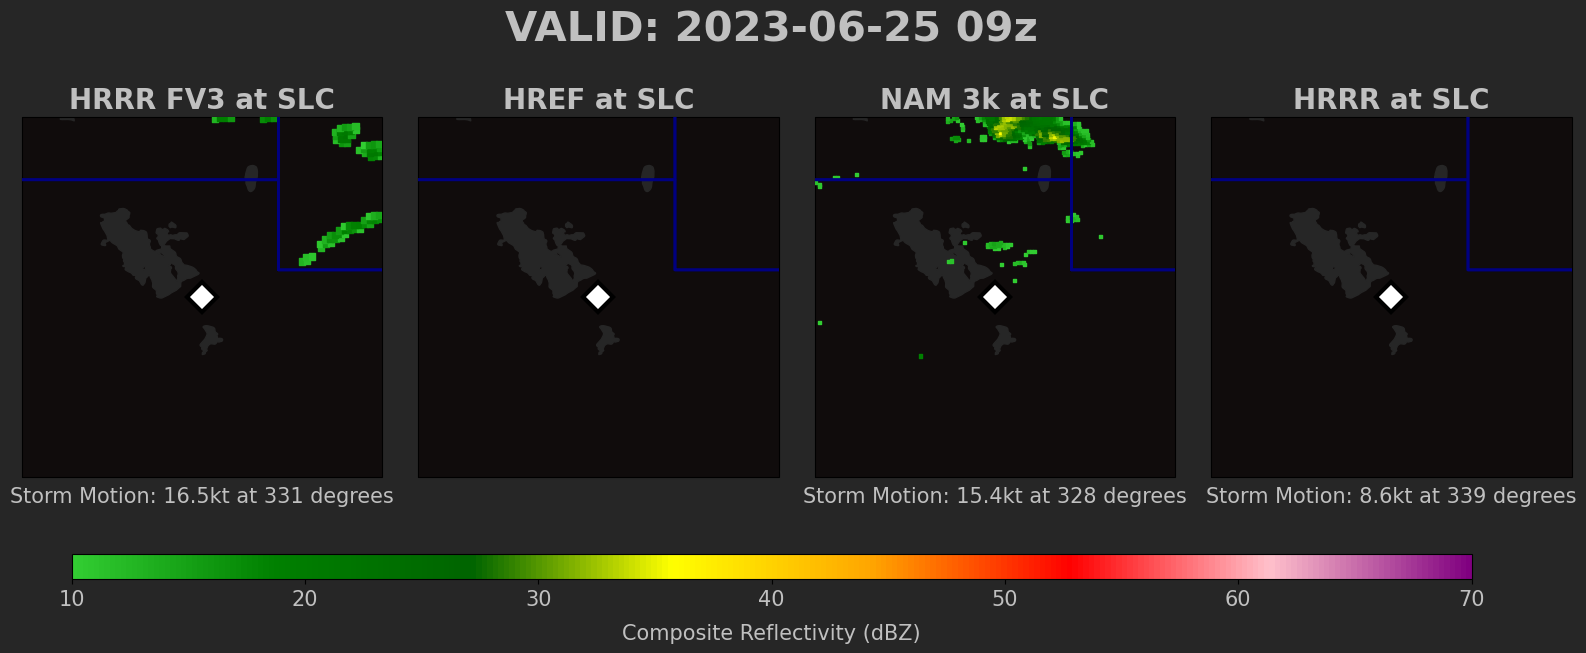 VALID: 2023-06-25 09z
HRRR FV3 at SLC
HREF at SLC
NAM 3k at SLC
HRRR at SLC
Storm Motion: 16.5kt at 331 degrees
Storm Motion: 15.4kt at 328 degrees
Storm Motion: 8.6kt at 339 degrees
10 20 30 40 50 60 70
Composite Reflectivity (dBZ)